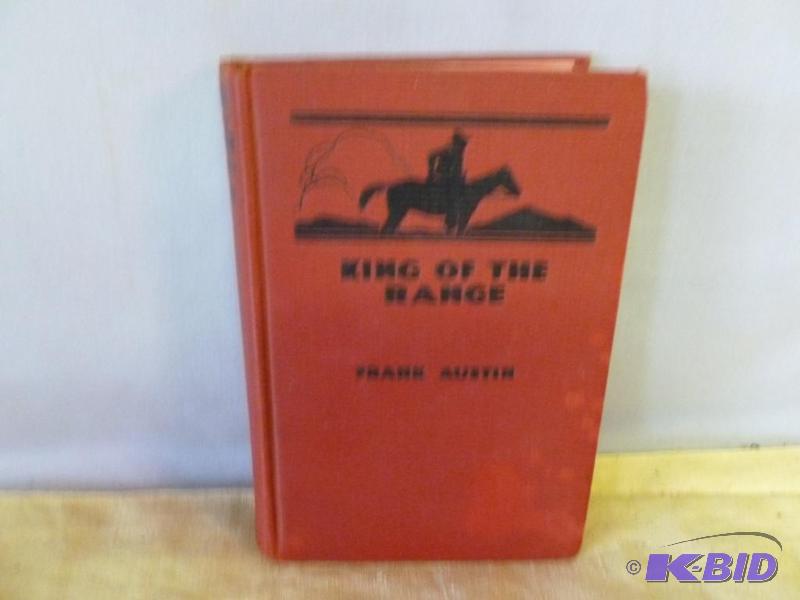 KING OF THE
RANGE
FRANK AUSTIN
© K-BID